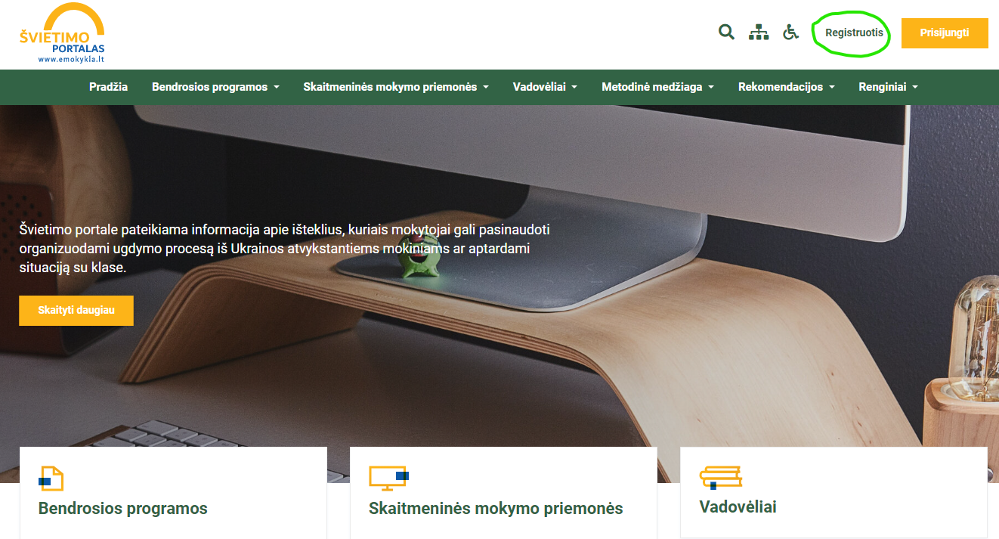 ŠVIETIMO
PORTALAS
www.emokykla.lt
Registruotis
Prisijungti
Pradžia Bendrosios programos Skaitmeninės mokymo priemonės Vadovėliai Metodinė medžiaga Rekomendacijos Renginiai
Švietimo portale pateikiama informacija apie išteklius, kuriais mokytojai gali pasinaudoti
organizuodami ugdymo procesą iš Ukrainos atvykstantiems mokiniams ar aptardami
situaciją su klase.
Skaityti daugiau
Bendrosios programos
Skaitmeninės mokymo priemonės
Vadovėliai